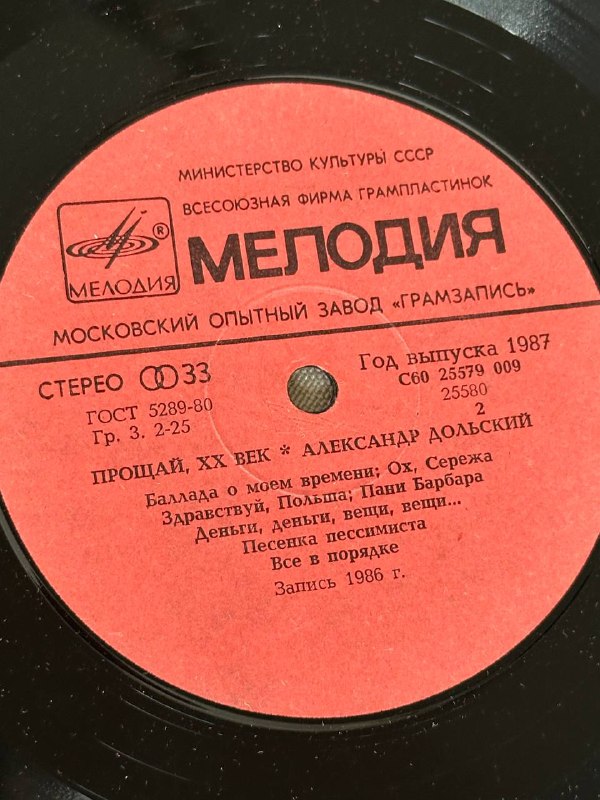 МИНИСТЕРСТВО КУЛЬТУРЫ СССР
ВСЕСОЮЗНАЯ ФИРМА ГРАМПЛАСТИНОК
® МЕЛОДИЯ
МЕЛОДИЯ
МОСКОВСКИЙ ОПЫТНЫЙ ЗАВОД «ГРАМЗАПИСЬ»
СТЕРЕО 33
Год выпуска 1987
ГОСТ 5289-80
С60 25579 009
Гр. 3. 2-25
25580
2
ПРОЩАЙ, XX ВЕК * АЛЕКСАНДР ДОЛЬСКИЙ
Баллада о моем времени; Ох, Сережа
Здравствуй, Польша; Пани Барбара
Деньги, деньги, вещи, вещи...
Песенка пессимиста
Все в порядке
Запись 1986 г.